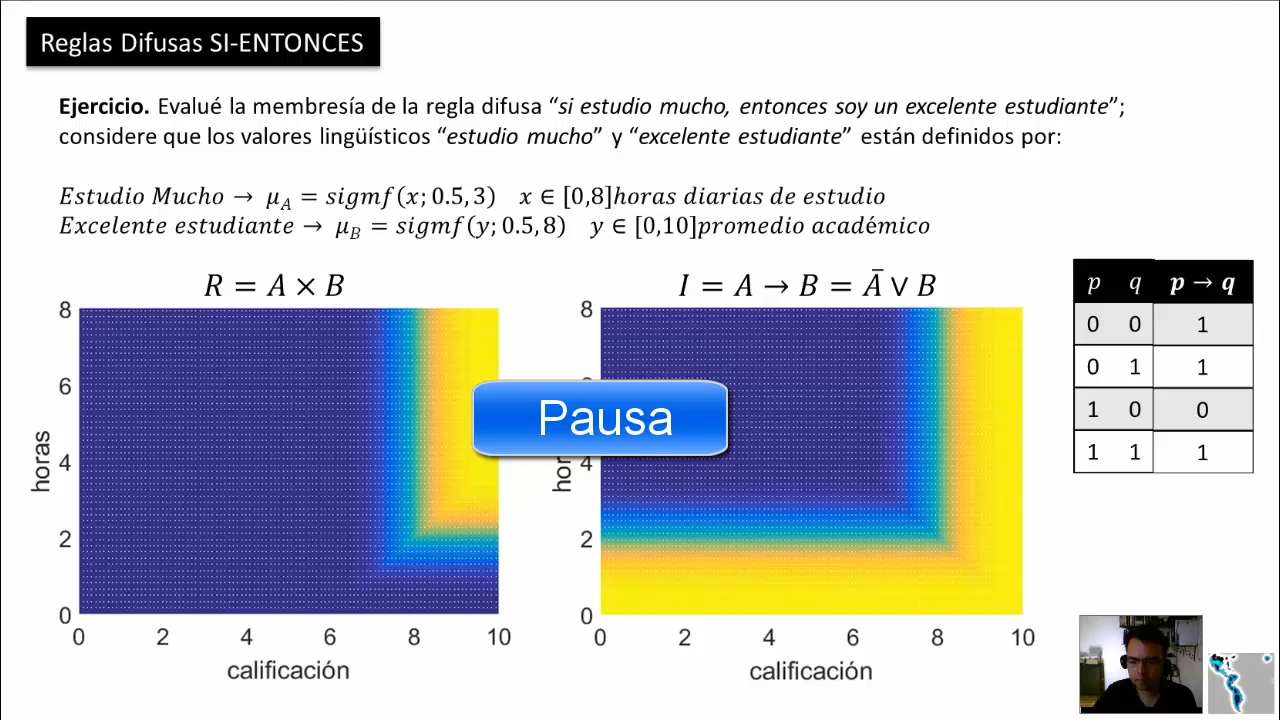 Reglas Difusas SI-ENTONCES
Ejercicio. Evalué la membresía de la regla difusa “si estudio mucho, entonces soy un excelente estudiante”;
considere que los valores lingüísticos “estudio mucho” y “excelente estudiante” están definidos por:
Estudio Mucho → μ_A = sigmf(x; 0.5, 3) x ∈ [0,8]horas diarias de estudio
Excelente estudiante → μ_B = sigmf(y; 0.5, 8) y ∈ [0,10]promedio académico
R = A × B
8
6
4
2
0
horas
0 2 4 6 8 10
calificación
I = A → B = Ā ∨ B
8
4
2
0
0 2 4 6 8 10
calificación
Pausa
p q p → q
0 0 1
0 1 1
1 0 0
1 1 1